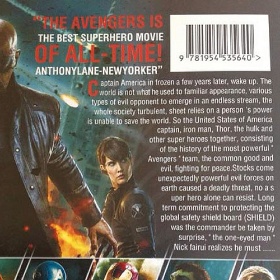 "THE AVENGERS IS
THE BEST SUPERHERO MOVIE
OF ALL-TIME!
ANTHONYLANE-NEWYORKER"
9 781954 535640 >
Captain America in frozen a few years later, wake up. The
world is not what he used to familiar appearance, various
types of evil opponent to emerge in an endless stream, the
whole society turbulent, sheet relies on a person 's
power is unable to save the world. So the United States of America
captain, iron man, Thor, the hulk and
other super heroes together, consisting
of the history of the most powerful "
Avengers " team, the common good and
evil, fighting for peace.Stocks come
unexpectedly powerful evil forces on
earth caused a deadly threat, no a s
uper hero alone can resist. Long
term commitment to protecting the
global safety shield board (SHIELD)
was the commander be taken by
surprise, " the one-eyed man "
Nick fairui realizes he must ......